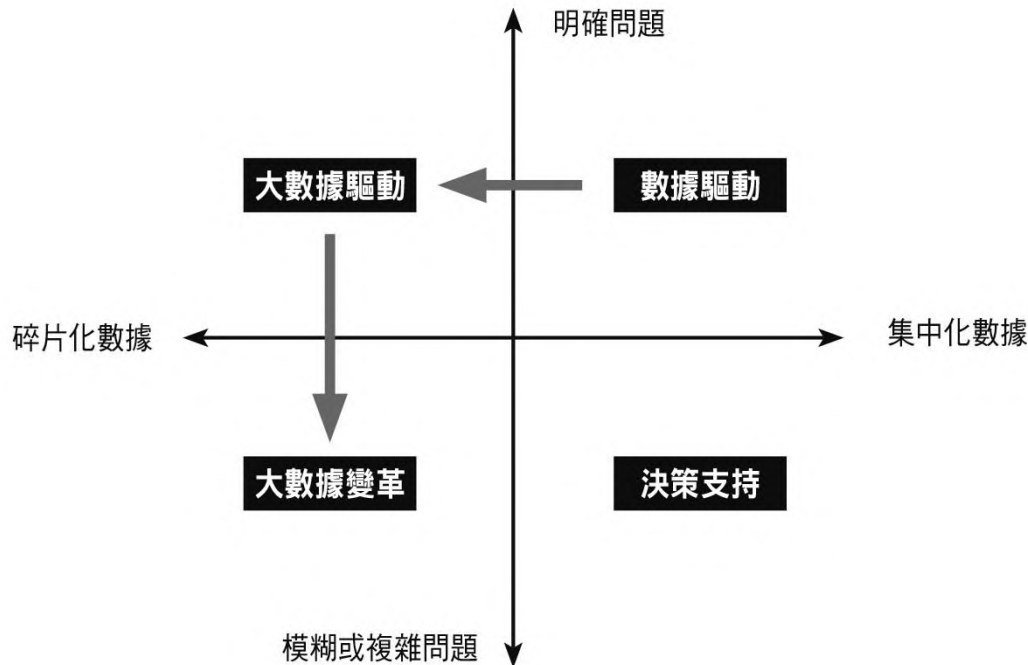 明確問題
大數據驅動
數據驅動
碎片化數據
集中化數據
大數據變革
決策支持
模糊或複雜問題